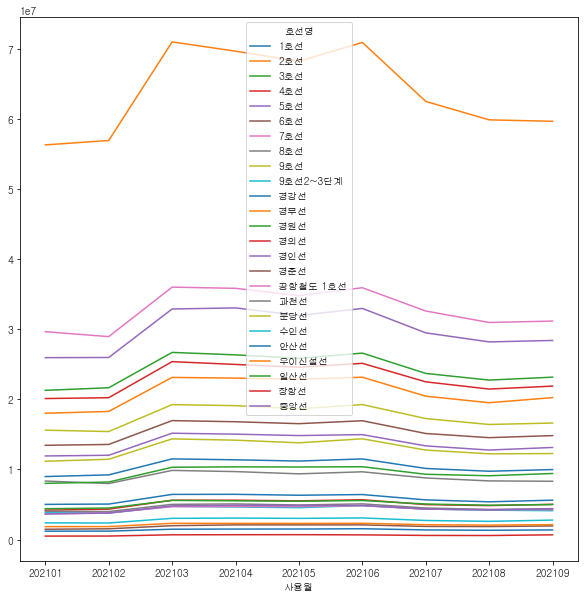 1e7
7
6
5
4
3
2
1
0
호선명
1호선
2호선
3호선
4호선
5호선
6호선
7호선
8호선
9호선
9호선2~3단계
경강선
경부선
경원선
경의선
경인선
경춘선
공항철도 1호선
과천선
분당선
수인선
안산선
우이신설선
일산선
장항선
중앙선
202101 202102 202103 202104 202105 202106 202107 202108 202109
사용월